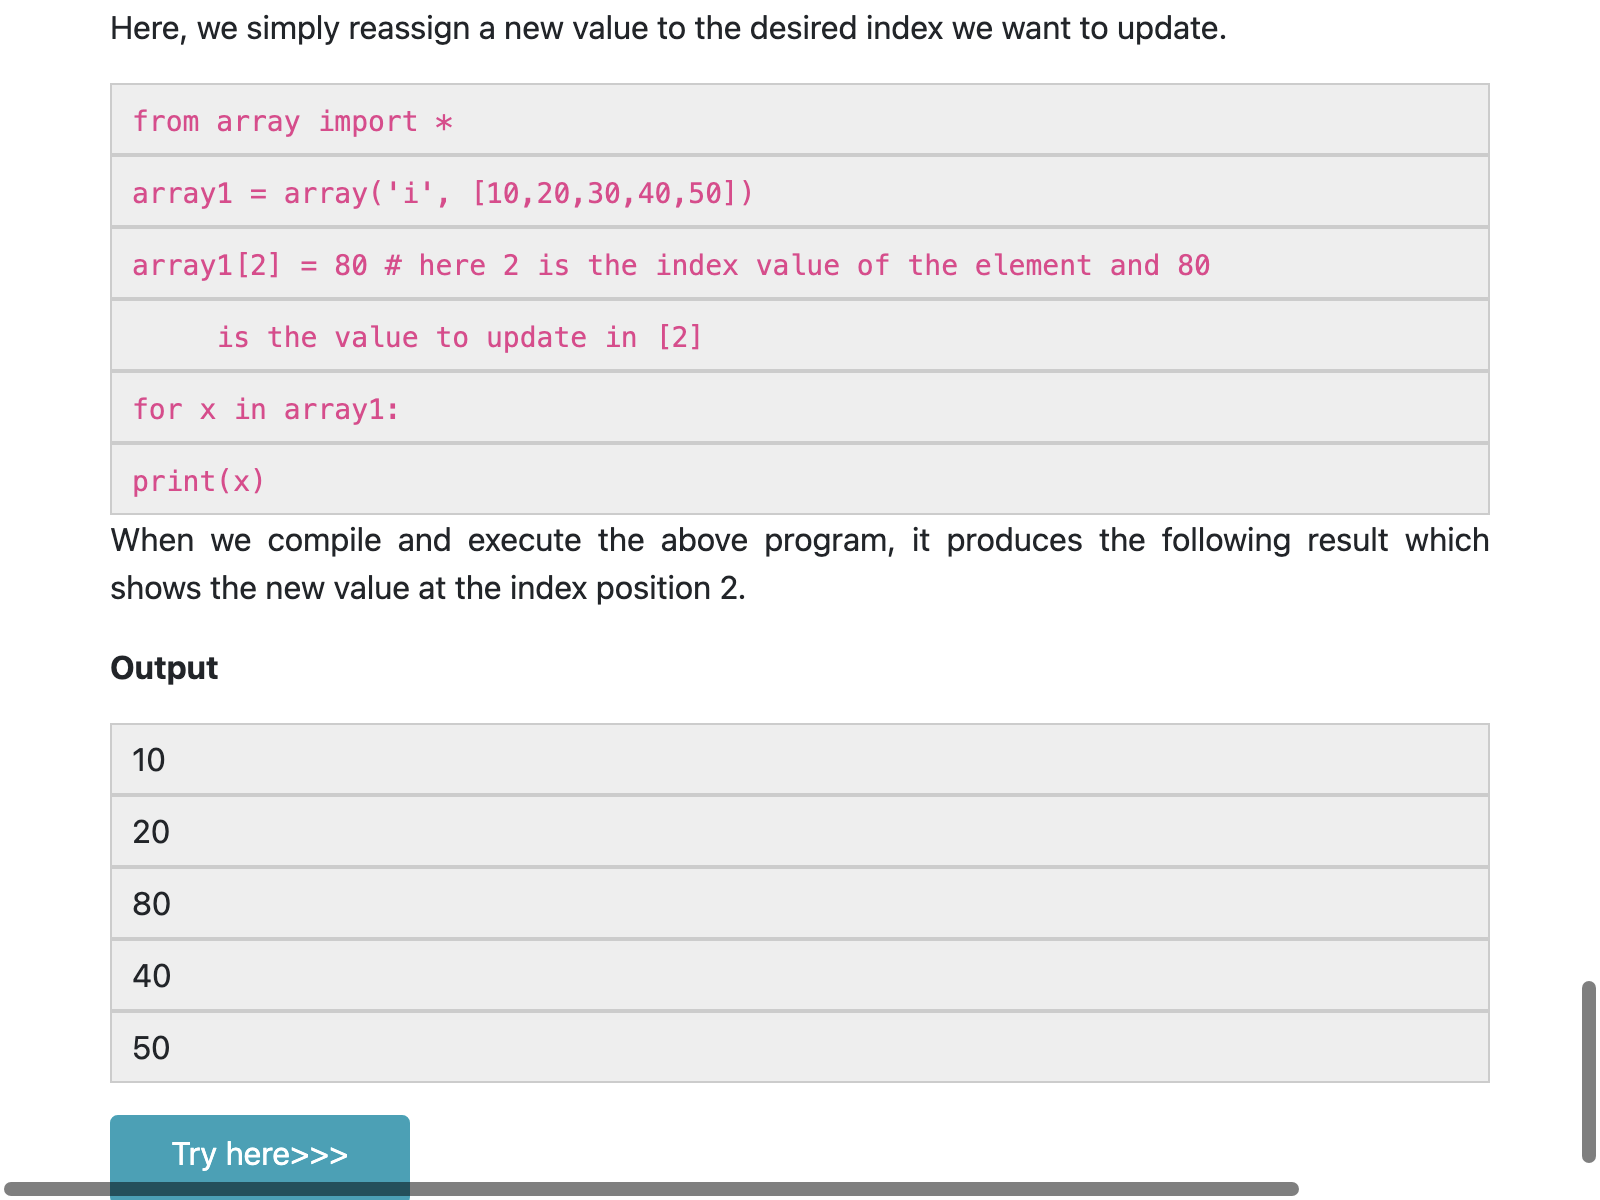 Here, we simply reassign a new value to the desired index we want to update.
from array import *
array1 = array('i', [10,20,30,40,50])
array1[2] = 80 # here 2 is the index value of the element and 80
is the value to update in [2]
for x in array1:
print(x)
When we compile and execute the above program, it produces the following result which
shows the new value at the index position 2.
Output
10
20
80
40
50
Try here>>>